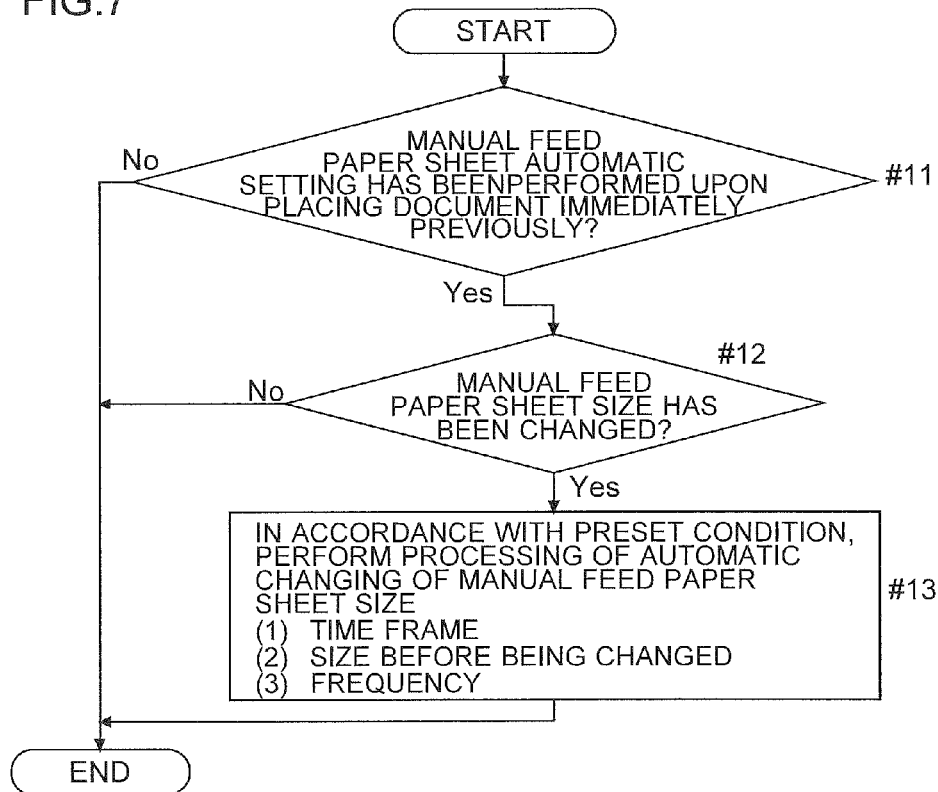 FIG.7
START
MANUAL FEED
PAPER SHEET AUTOMATIC
SETTING HAS BEENPERFORMED UPON
PLACING DOCUMENT IMMEDIATELY
PREVIOUSLY?
No
#11
Yes
#12
MANUAL FEED
PAPER SHEET SIZE HAS
BEEN CHANGED?
No
Yes
IN ACCORDANCE WITH PRESET CONDITION,
PERFORM PROCESSING OF AUTOMATIC
CHANGING OF MANUAL FEED PAPER
SHEET SIZE
(1) TIME FRAME
(2) SIZE BEFORE BEING CHANGED
(3) FREQUENCY
#13
END